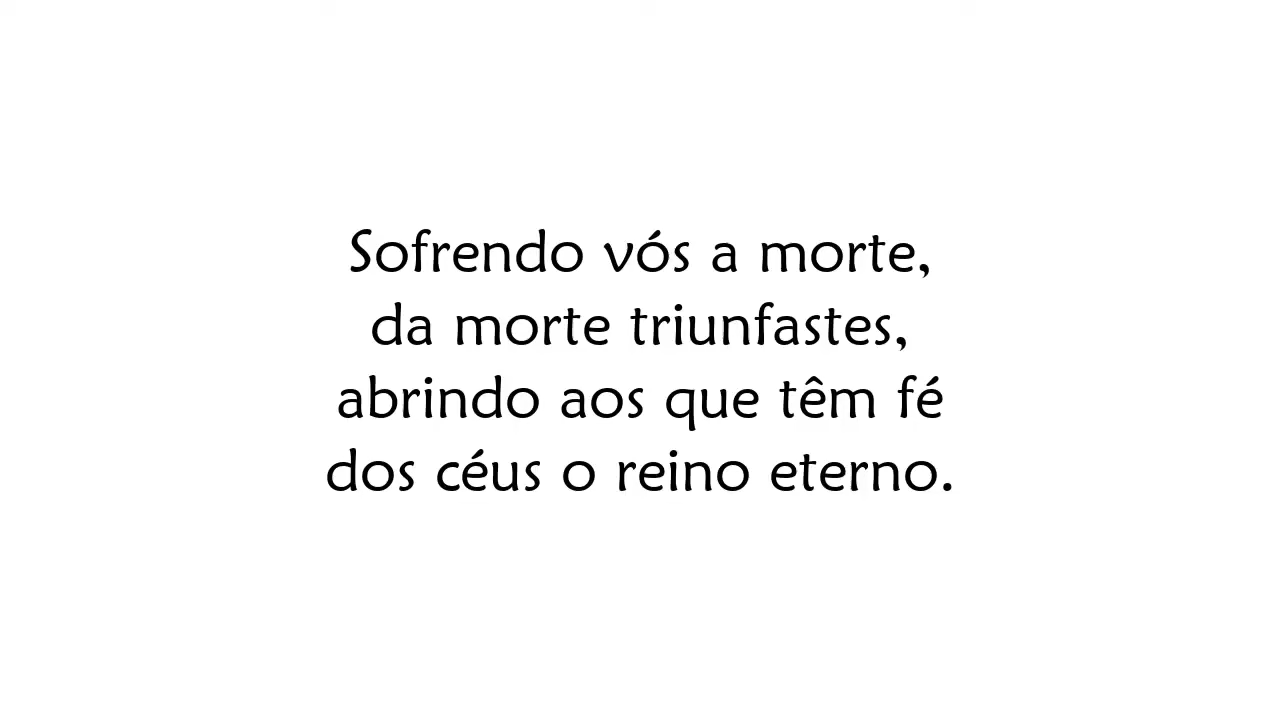 Sofrendo vós a morte,
da morte triunfastes,
abrindo aos que têm fé
dos céus o reino eterno.